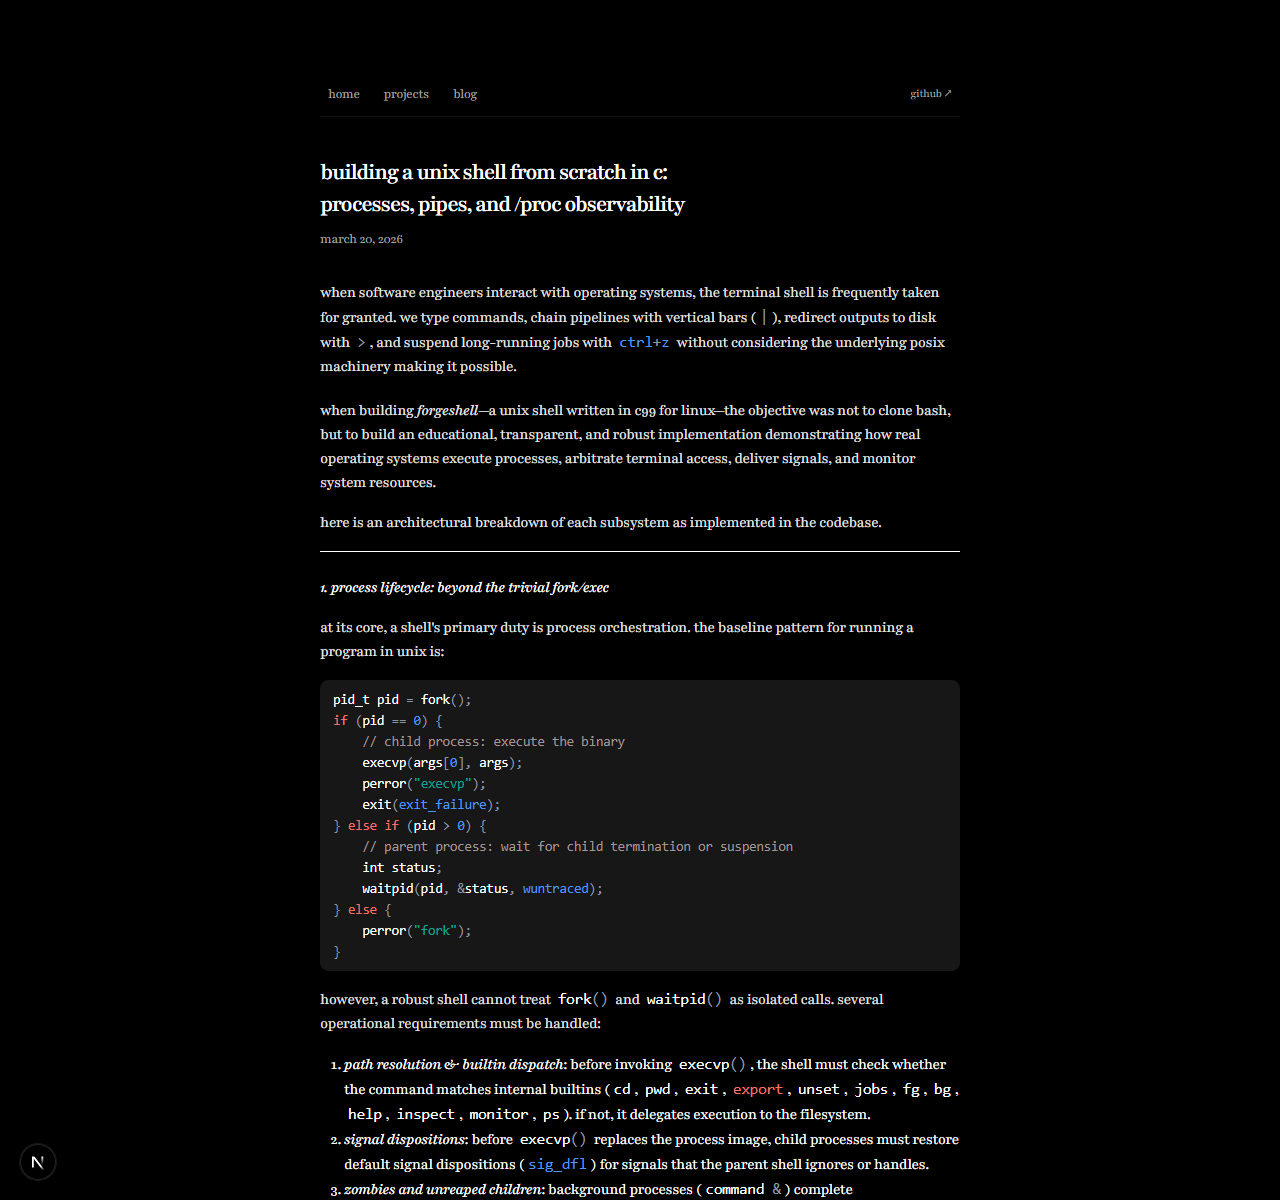 home projects blog github ↗
building a unix shell from scratch in c:
processes, pipes, and /proc observability
march 20, 2026
when software engineers interact with operating systems, the terminal shell is frequently taken
for granted. we type commands, chain pipelines with vertical bars ( | ), redirect outputs to disk
with > , and suspend long-running jobs with ctrl+z without considering the underlying posix
machinery making it possible.
when building forgeshell—a unix shell written in c99 for linux—the objective was not to clone bash,
but to build an educational, transparent, and robust implementation demonstrating how real
operating systems execute processes, arbitrate terminal access, deliver signals, and monitor
system resources.
here is an architectural breakdown of each subsystem as implemented in the codebase.
1. process lifecycle: beyond the trivial fork/exec
at its core, a shell's primary duty is process orchestration. the baseline pattern for running a
program in unix is:
pid_t pid = fork();
if (pid == 0) {
    // child process: execute the binary
    execvp(args[0], args);
    perror("execvp");
    exit(exit_failure);
} else if (pid > 0) {
    // parent process: wait for child termination or suspension
    int status;
    waitpid(pid, &status, wuntraced);
} else {
    perror("fork");
}
however, a robust shell cannot treat fork() and waitpid() as isolated calls. several
operational requirements must be handled:
1. path resolution & builtin dispatch: before invoking execvp() , the shell must check whether
the command matches internal builtins ( cd , pwd , exit , export , unset , jobs , fg , bg ,
help , inspect , monitor , ps ). if not, it delegates execution to the filesystem.
2. signal dispositions: before execvp() replaces the process image, child processes must restore
default signal dispositions ( sig_dfl ) for signals that the parent shell ignores or handles.
3. zombies and unreaped children: background processes ( command & ) complete
N